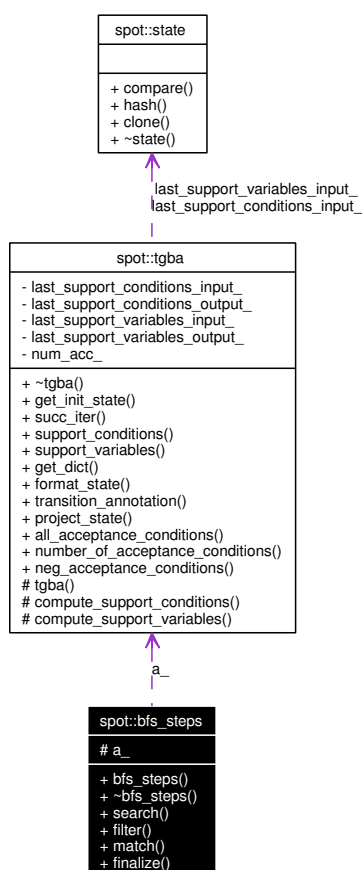 spot::state
+ compare()
+ hash()
+ clone()
+ ~state()
last_support_variables_input_
last_support_conditions_input_
spot::tgba
- last_support_conditions_input_
- last_support_conditions_output_
- last_support_variables_input_
- last_support_variables_output_
- num_acc_
+ ~tgba()
+ get_init_state()
+ succ_iter()
+ support_conditions()
+ support_variables()
+ get_dict()
+ format_state()
+ transition_annotation()
+ project_state()
+ all_acceptance_conditions()
+ number_of_acceptance_conditions()
+ neg_acceptance_conditions()
# tgba()
# compute_support_conditions()
# compute_support_variables()
a_
spot::bfs_steps
# a_
+ bfs_steps()
+ ~bfs_steps()
+ search()
+ filter()
+ match()
+ finalize()